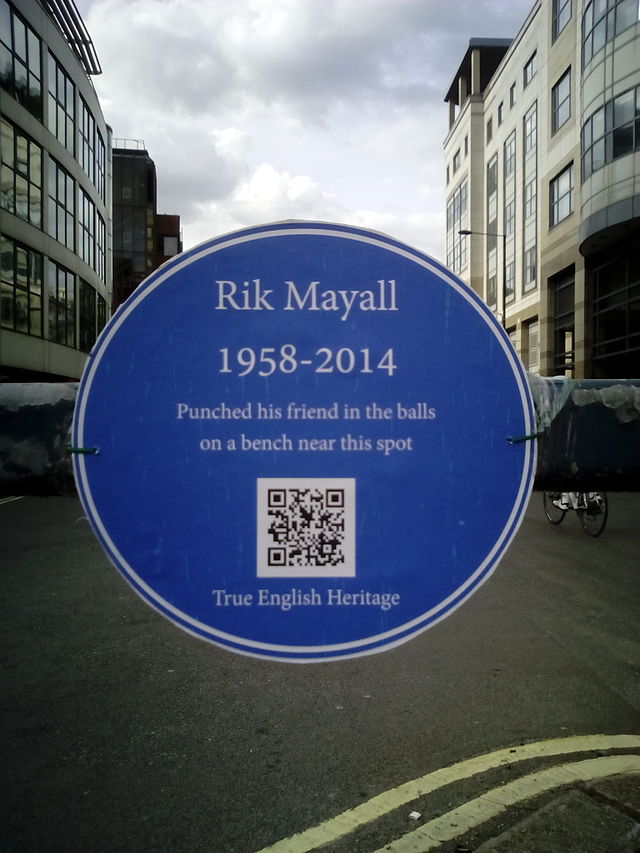 Rik Mayall
1958-2014
Punched his friend in the balls
on a bench near this spot
True English Heritage